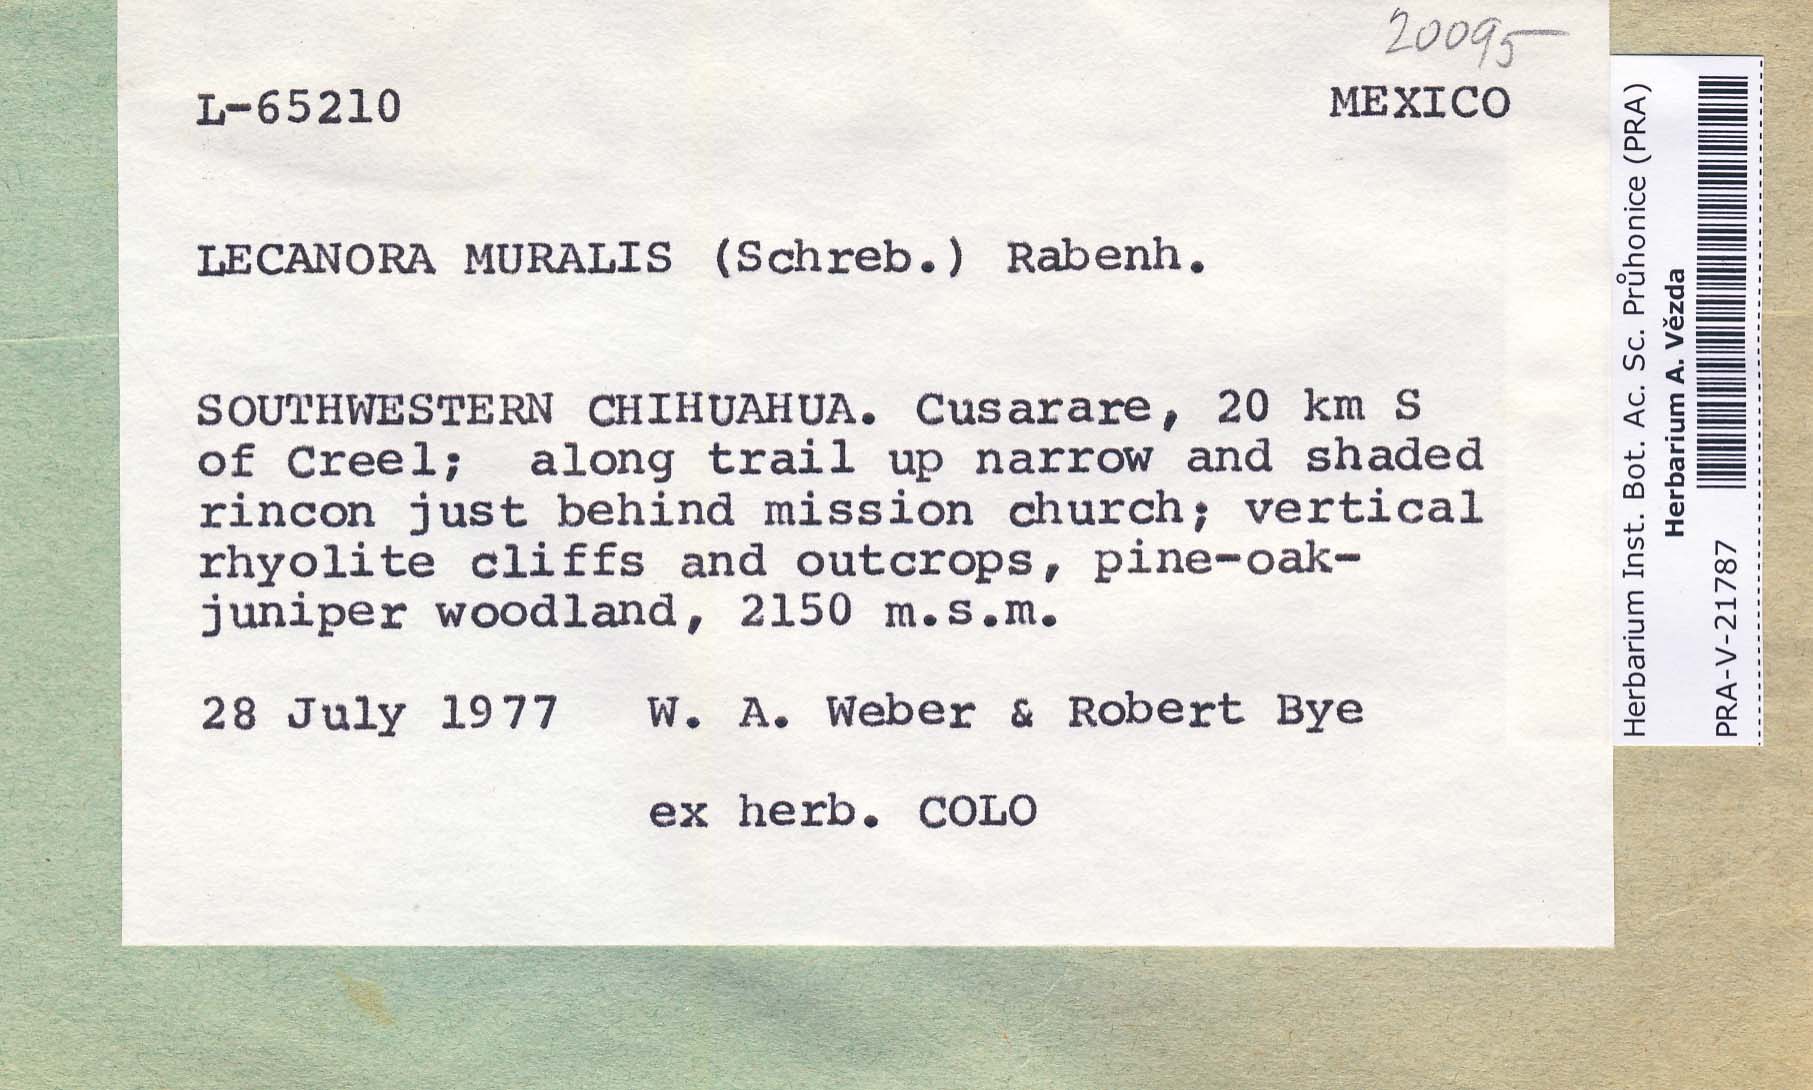 20095
L-65210 MEXICO
LECANORA MURALIS (Schreb.) Rabenh.
SOUTHWESTERN CHIHUAHUA. Cusarare, 20 km S
of Creel; along trail up narrow and shaded
rincon just behind mission church; vertical
rhyolite cliffs and outcrops, pine-oak-
juniper woodland, 2150 m.s.m.
28 July 1977 W. A. Weber & Robert Bye
ex herb. COLO
Herbarium Inst. Bot. Ac. Sc. Průhonice (PRA)
Herbarium A. Vězda
PRA-V-21787